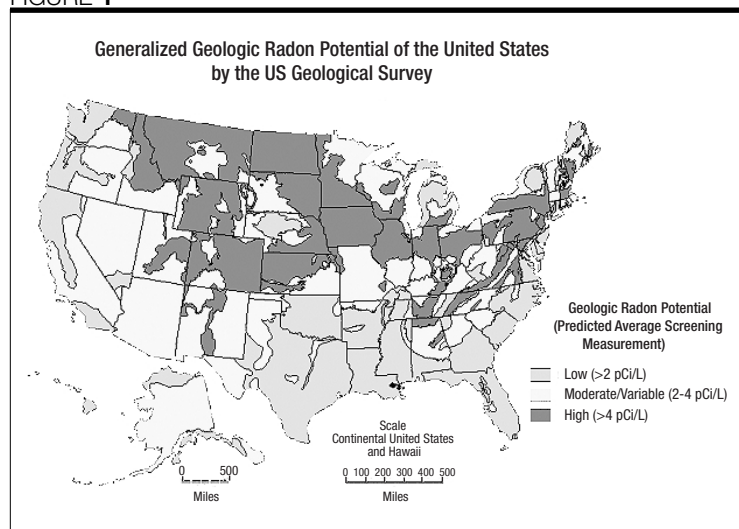 FIGURE 1
Generalized Geologic Radon Potential of the United States
by the US Geological Survey
Geologic Radon Potential
(Predicted Average Screening
Measurement)
Low (>2 pCi/L)
Moderate/Variable (2-4 pCi/L)
High (>4 pCi/L)
Scale
Continental United States
and Hawaii
0 500
Miles
0 100 200 300 400 500
Miles